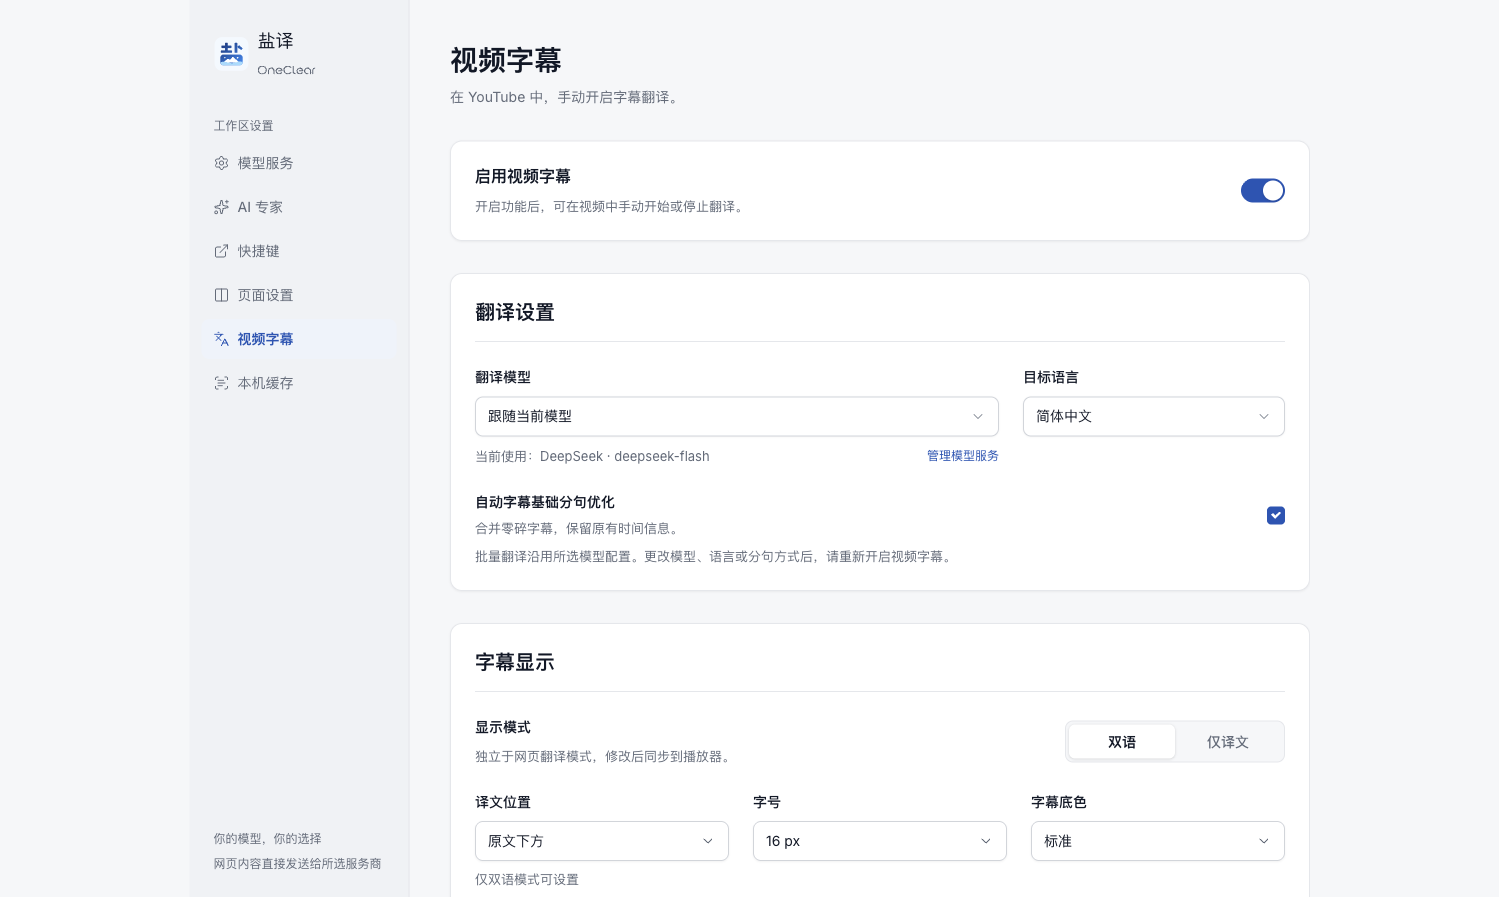 盐译
OneClear
工作区设置
模型服务
AI 专家
快捷键
页面设置
视频字幕
本机缓存
你的模型，你的选择
网页内容直接发送给所选服务商
视频字幕
在 YouTube 中，手动开启字幕翻译。
启用视频字幕
开启功能后，可在视频中手动开始或停止翻译。
翻译设置
翻译模型
目标语言
跟随当前模型
简体中文
当前使用：DeepSeek · deepseek-flash
管理模型服务
自动字幕基础分句优化
合并零碎字幕，保留原有时间信息。
批量翻译沿用所选模型配置。更改模型、语言或分句方式后，请重新开启视频字幕。
字幕显示
显示模式
独立于网页翻译模式，修改后同步到播放器。
双语
仅译文
译文位置
字号
字幕底色
原文下方
16 px
标准
仅双语模式可设置